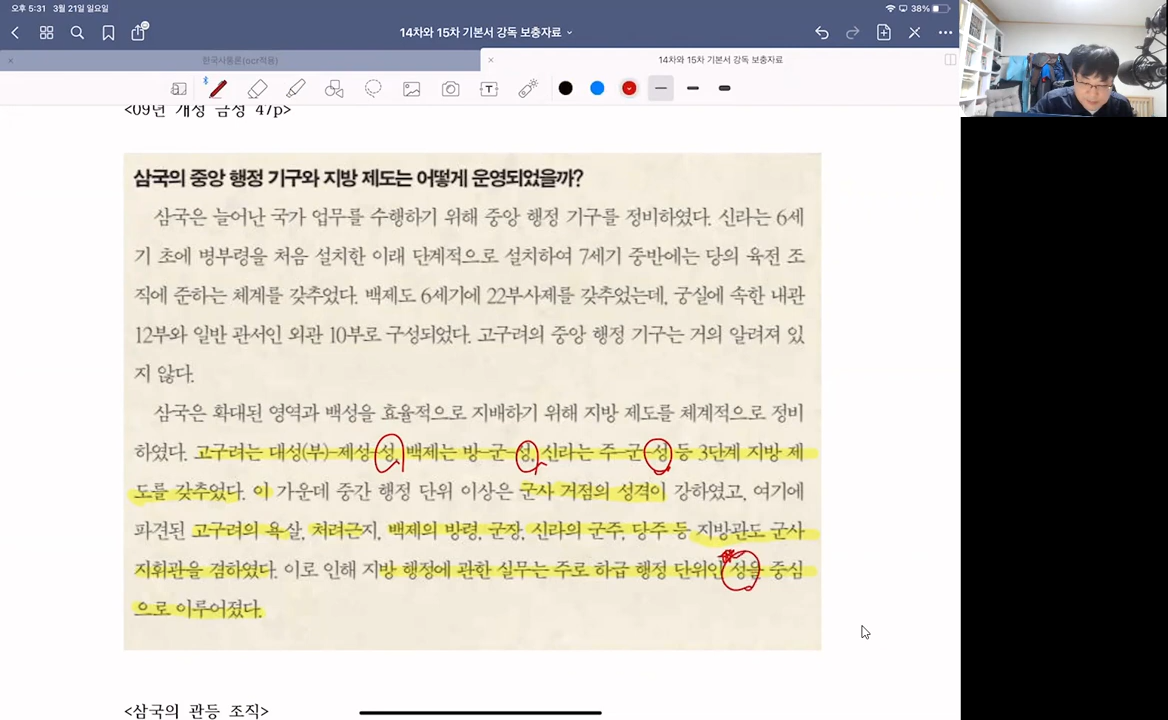 오후 5:31 3월 21일 일요일
38%
14차와 15차 기본서 강독 보충자료
한국사통론(ocr적용)
14차와 15차 기본서 강독 보충자료
<09년 개정 금성 47p>
삼국의 중앙 행정 기구와 지방 제도는 어떻게 운영되었을까?
삼국은 늘어난 국가 업무를 수행하기 위해 중앙 행정 기구를 정비하였다. 신라는 6세
기 초에 병부령을 처음 설치한 이래 단계적으로 설치하여 7세기 중반에는 당의 육전 조
직에 준하는 체계를 갖추었다. 백제도 6세기에 22부사제를 갖추었는데, 궁실에 속한 내관
12부와 일반 관서인 외관 10부로 구성되었다. 고구려의 중앙 행정 기구는 거의 알려져 있
지 않다.
삼국은 확대된 영역과 백성을 효율적으로 지배하기 위해 지방 제도를 체계적으로 정비
하였다. 고구려는 대성(부)-제성-성, 백제는 방-군-성, 신라는 주-군-성 등 3단계 지방 제
도를 갖추었다. 이 가운데 중간 행정 단위 이상은 군사 거점의 성격이 강하였고, 여기에
파견된 고구려의 욕살, 처려근지, 백제의 방령, 군장, 신라의 군주, 당주 등 지방관도 군사
지휘관을 겸하였다. 이로 인해 지방 행정에 관한 실무는 주로 하급 행정 단위인 성을 중심
으로 이루어졌다.
<삼국의 관등 조직>